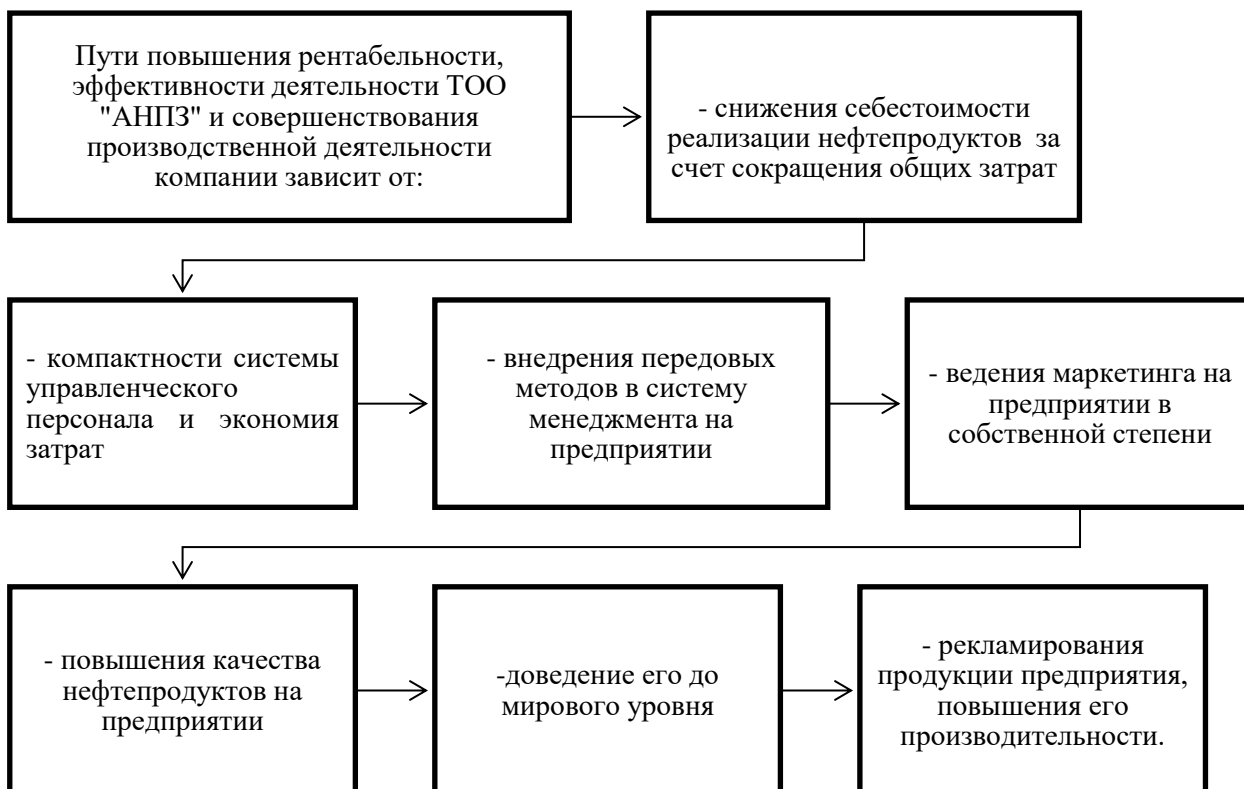 Пути повышения рентабельности,
эффективности деятельности ТОО
"АНПЗ" и совершенствования
производственной деятельности
компании зависит от:
- снижения себестоимости
реализации нефтепродуктов за
счет сокращения общих затрат
- компактности системы
управленческого
персонала и экономия
затрат
- внедрения передовых
методов в систему
менеджмента на
предприятии
- ведения маркетинга на
предприятии в
собственной степени
- повышения качества
нефтепродуктов на
предприятии
-доведение его до
мирового уровня
- рекламирования
продукции предприятия,
повышения его
производительности.